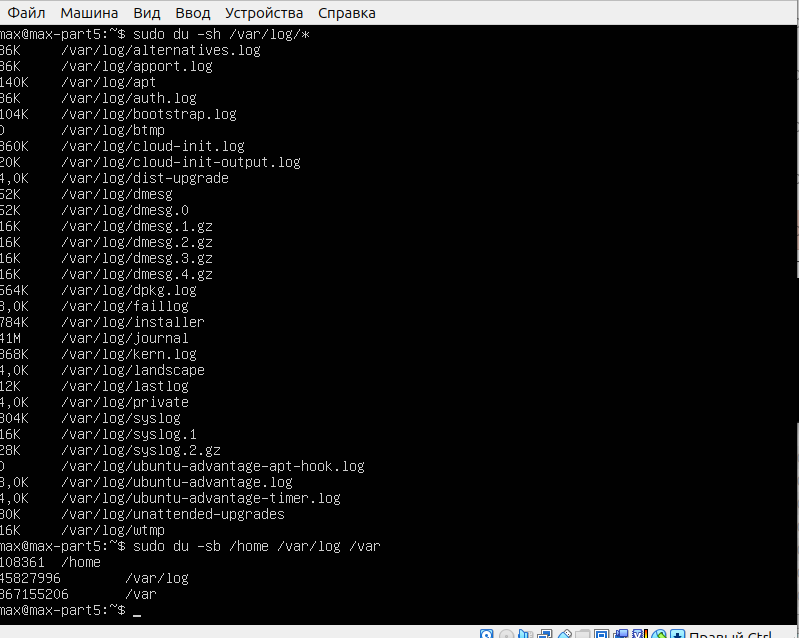 Файл Машина Вид Ввод Устройства Справка
max@max-part5:~$ sudo du -sh /var/log/*
36K /var/log/alternatives.log
36K /var/log/apport.log
140K /var/log/apt
36K /var/log/auth.log
104K /var/log/bootstrap.log
0 /var/log/btmp
360K /var/log/cloud-init.log
20K /var/log/cloud-init-output.log
4,0K /var/log/dist-upgrade
52K /var/log/dmesg
52K /var/log/dmesg.0
16K /var/log/dmesg.1.gz
16K /var/log/dmesg.2.gz
16K /var/log/dmesg.3.gz
16K /var/log/dmesg.4.gz
564K /var/log/dpkg.log
/var/log/faillog
784K /var/log/installer
41M /var/log/journal
368K /var/log/kern.log
4,0K /var/log/landscape
12K /var/log/lastlog
4,0K /var/log/private
/var/log/syslog
16K /var/log/syslog.1
28K /var/log/syslog.2.gz
0 /var/log/ubuntu-advantage-apt-hook.log
/var/log/ubuntu-advantage.log
4,0K /var/log/ubuntu-advantage-timer.log
/var/log/unattended-upgrades
16K /var/log/wtmp
max@max-part5:~$ sudo du -sb /home /var/log /var
108361 /home
45827996 /var/log
867155206 /var
max@max-part5:~$ _
Правый Ctrl